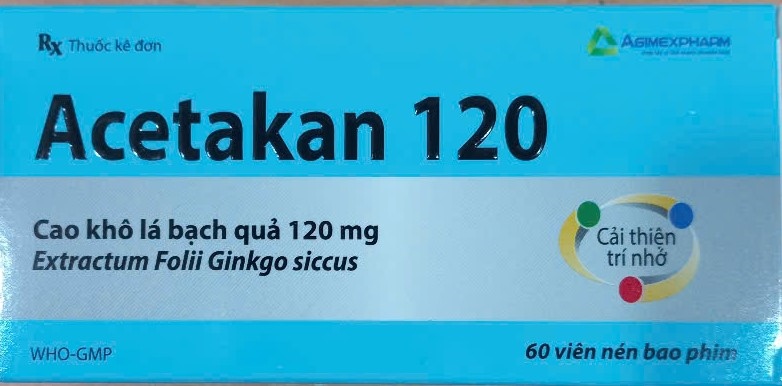 Rx Thuốc kê đơn
AGIMEXPHARM
Acetakan 120
Cao khô lá bạch quả 120 mg
Extractum Folii Ginkgo siccus
Cải thiện
trí nhớ
WHO-GMP
60 viên nén bao phim